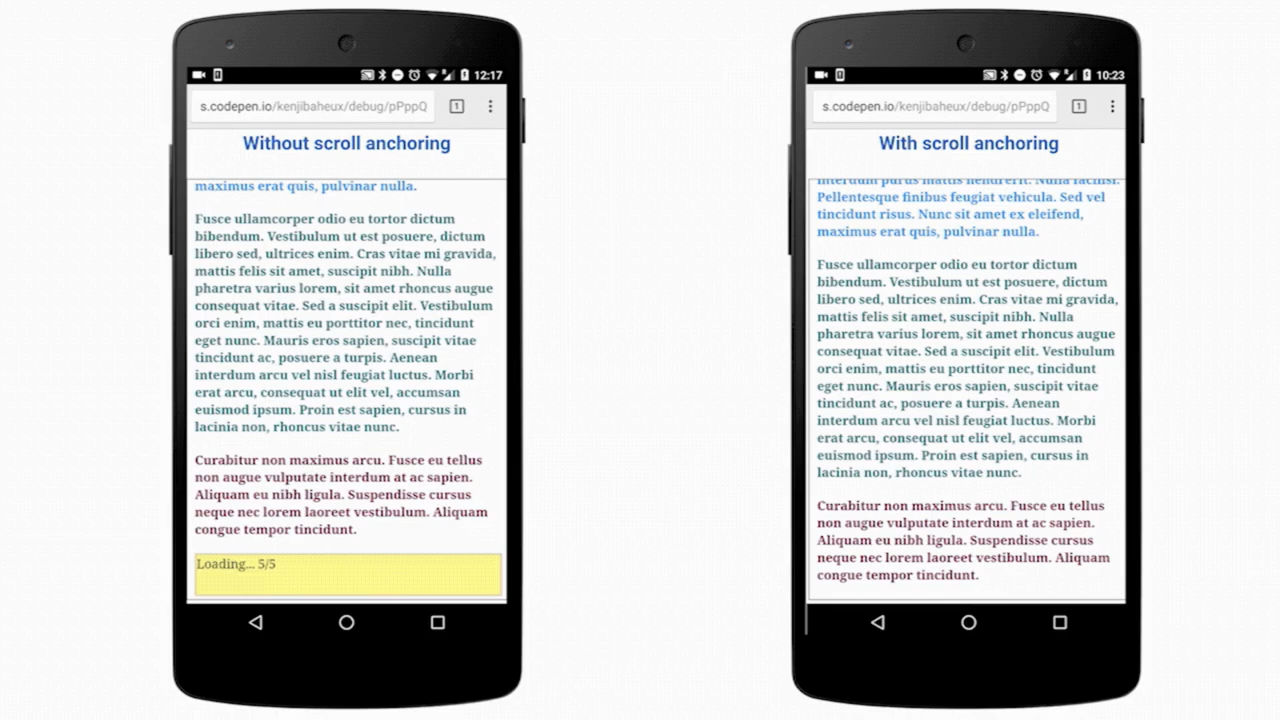 12:17
s.codepen.io/kenjibaheux/debug/pPppQ
1
Without scroll anchoring
maximus erat quis, pulvinar nulla.
Fusce ullamcorper odio eu tortor dictum
bibendum. Vestibulum ut est posuere, dictum
libero sed, ultrices enim. Cras vitae mi gravida,
mattis felis sit amet, suscipit nibh. Nulla
pharetra varius lorem, sit amet rhoncus augue
consequat vitae. Sed a suscipit elit. Vestibulum
orci enim, mattis eu porttitor nec, tincidunt
eget nunc. Mauris eros sapien, suscipit vitae
tincidunt ac, posuere a turpis. Aenean
interdum arcu vel nisl feugiat luctus. Morbi
erat arcu, consequat ut elit vel, accumsan
euismod ipsum. Proin est sapien, cursus in
lacinia non, rhoncus vitae nunc.
Curabitur non maximus arcu. Fusce eu tellus
non augue vulputate interdum at ac sapien.
Aliquam eu nibh ligula. Suspendisse cursus
neque nec lorem laoreet vestibulum. Aliquam
congue tempor tincidunt.
Loading... 5/5
10:23
s.codepen.io/kenjibaheux/debug/pPppQ
1
With scroll anchoring
interdum purus mattis hendrerit. Nulla facilisi.
Pellentesque finibus feugiat vehicula. Sed vel
tincidunt risus. Nunc sit amet ex eleifend,
maximus erat quis, pulvinar nulla.
Fusce ullamcorper odio eu tortor dictum
bibendum. Vestibulum ut est posuere, dictum
libero sed, ultrices enim. Cras vitae mi gravida,
mattis felis sit amet, suscipit nibh. Nulla
pharetra varius lorem, sit amet rhoncus augue
consequat vitae. Sed a suscipit elit. Vestibulum
orci enim, mattis eu porttitor nec, tincidunt
eget nunc. Mauris eros sapien, suscipit vitae
tincidunt ac, posuere a turpis. Aenean
interdum arcu vel nisl feugiat luctus. Morbi
erat arcu, consequat ut elit vel, accumsan
euismod ipsum. Proin est sapien, cursus in
lacinia non, rhoncus vitae nunc.
Curabitur non maximus arcu. Fusce eu tellus
non augue vulputate interdum at ac sapien.
Aliquam eu nibh ligula. Suspendisse cursus
neque nec lorem laoreet vestibulum. Aliquam
congue tempor tincidunt.